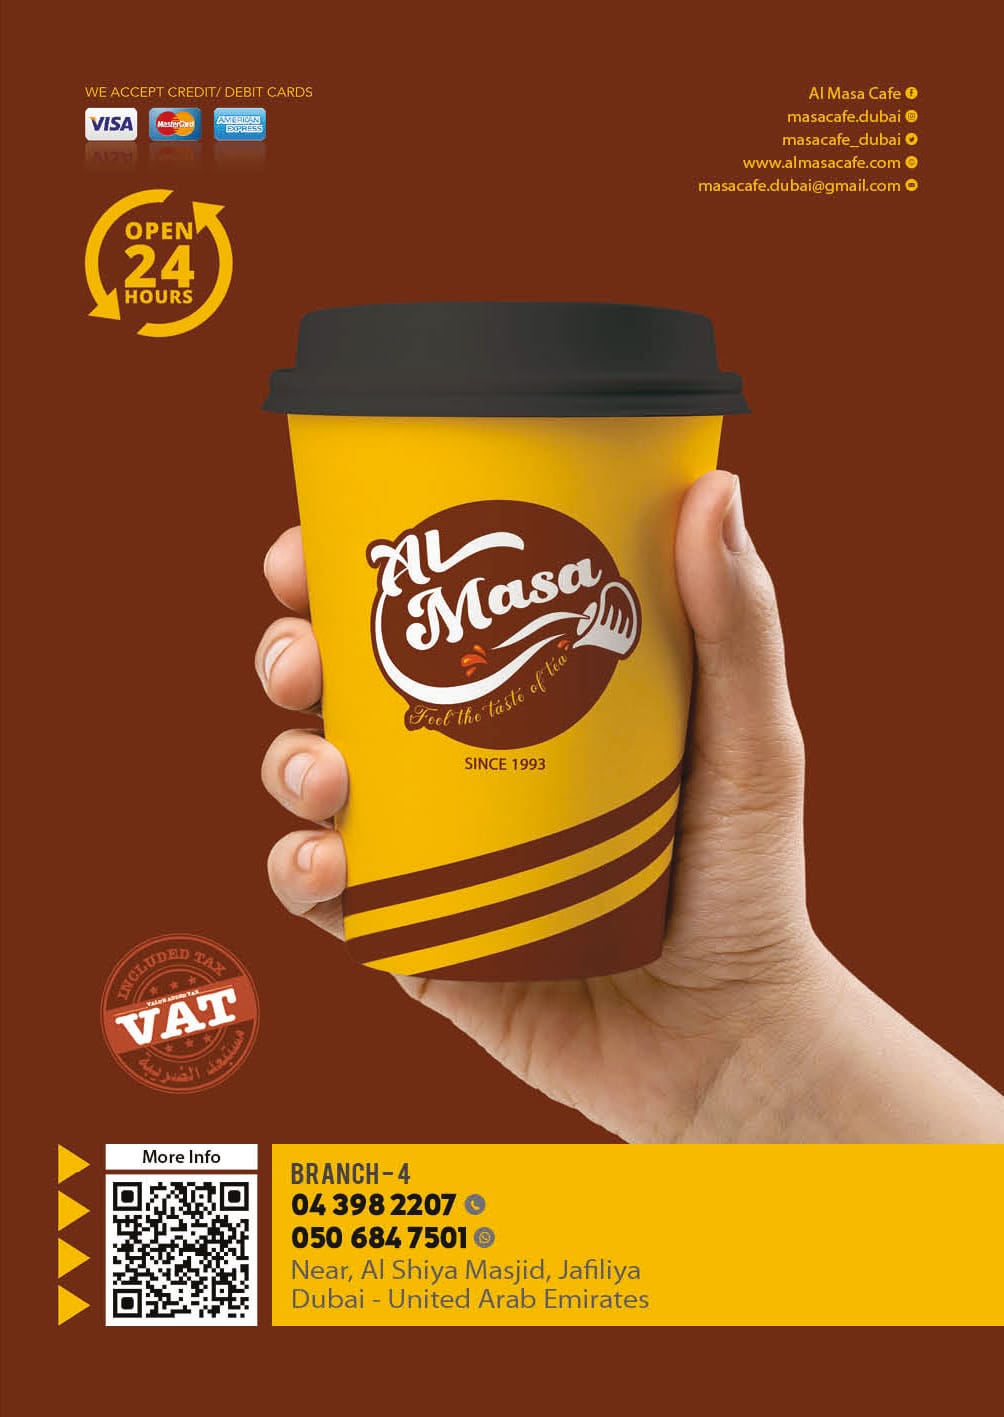 WE ACCEPT CREDIT/ DEBIT CARDS
VISA
MasterCard
AMERICAN
EXPRESS
Al Masa Cafe
masacafe.dubai
masacafe_dubai
www.almasacafe.com
masacafe.dubai@gmail.com
OPEN
24
HOURS
Al
Masa
Feel the taste of tea
SINCE 1993
INCLUDED TAX
VALUE ADDED TAX
VAT
الضريبة
More Info
BRANCH - 4
04 398 2207
050 684 7501
Near, Al Shiya Masjid, Jafiliya
Dubai - United Arab Emirates